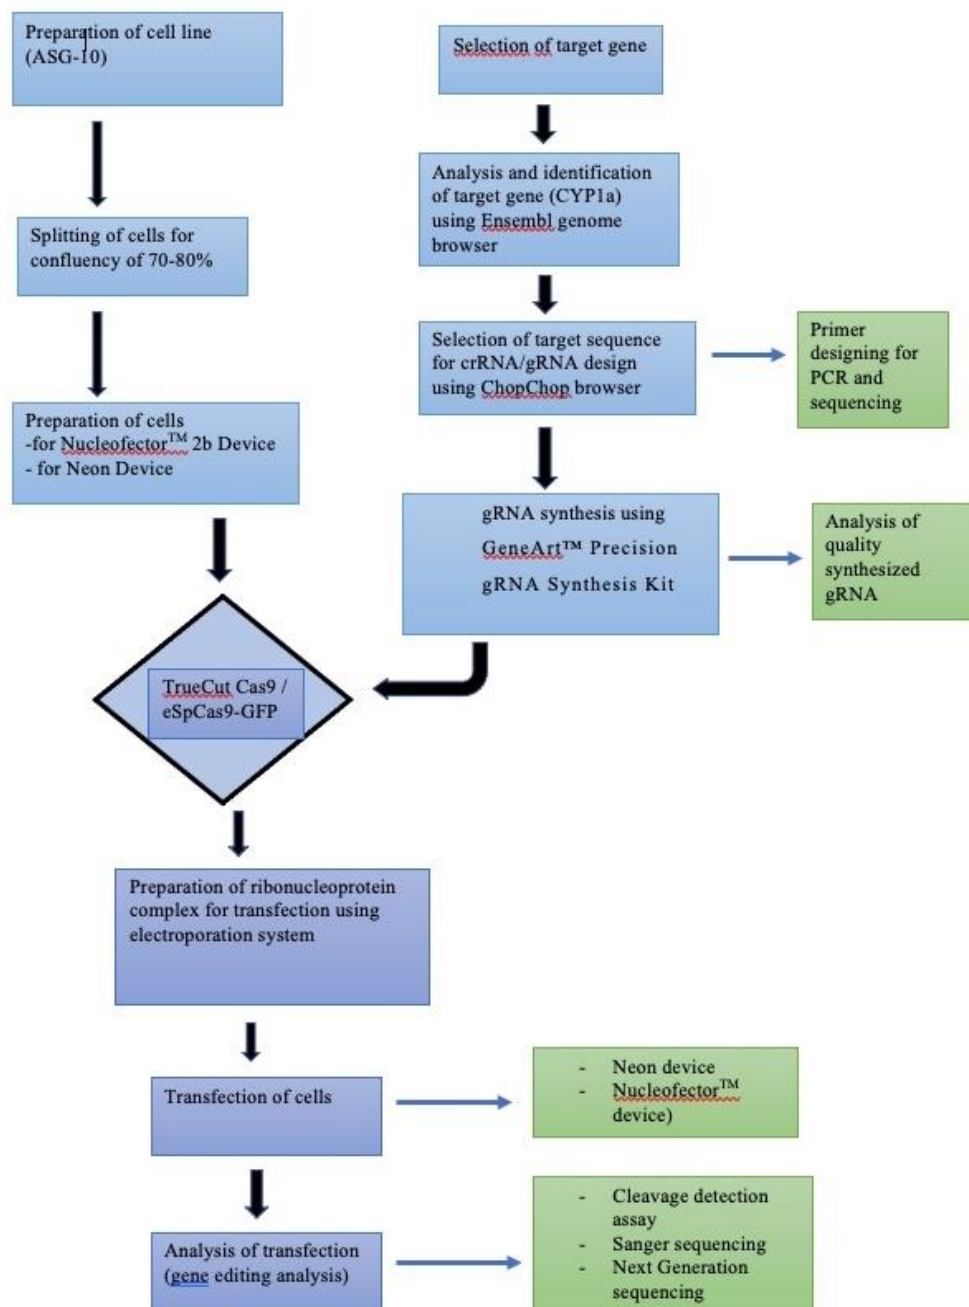 Preparation of cell line
(ASG-10)
Selection of target gene
Analysis and identification
of target gene (CYP1a)
using Ensembl genome
browser
Splitting of cells for
confluency of 70-80%
Selection of target sequence
for crRNA/gRNA design
using ChopChop browser
Primer
designing for
PCR and
sequencing
Preparation of cells
-for Nucleofector™ 2b Device
- for Neon Device
gRNA synthesis using
GeneArt™ Precision
gRNA Synthesis Kit
Analysis of
quality
synthesized
gRNA
TrueCut Cas9 /
eSpCas9-GFP
Preparation of ribonucleoprotein
complex for transfection using
electroporation system
Transfection of cells
- Neon device
- Nucleofector™
device)
Analysis of transfection
(gene editing analysis)
- Cleavage detection
assay
- Sanger sequencing
- Next Generation
sequencing